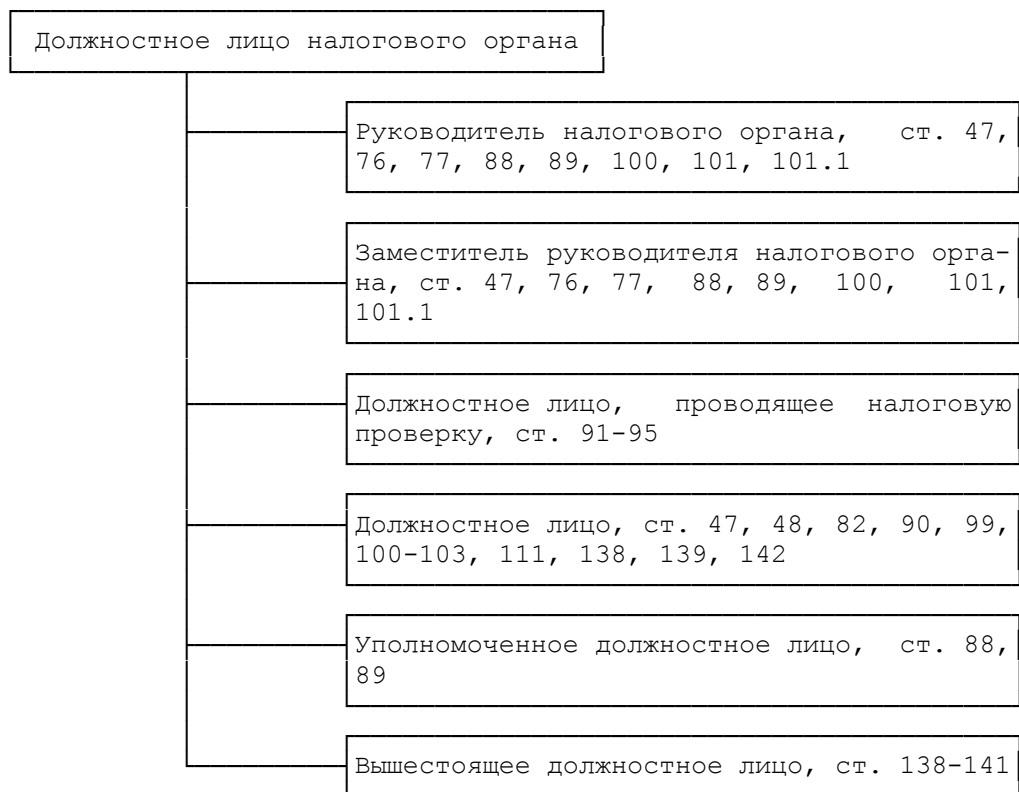 Должностное лицо налогового органа
Руководитель налогового органа, ст. 47,
76, 77, 88, 89, 100, 101, 101.1
Заместитель руководителя налогового орга-
на, ст. 47, 76, 77, 88, 89, 100, 101,
101.1
Должностное лицо, проводящее налоговую
проверку, ст. 91-95
Должностное лицо, ст. 47, 48, 82, 90, 99,
100-103, 111, 138, 139, 142
Уполномоченное должностное лицо, ст. 88,
89
Вышестоящее должностное лицо, ст. 138-141